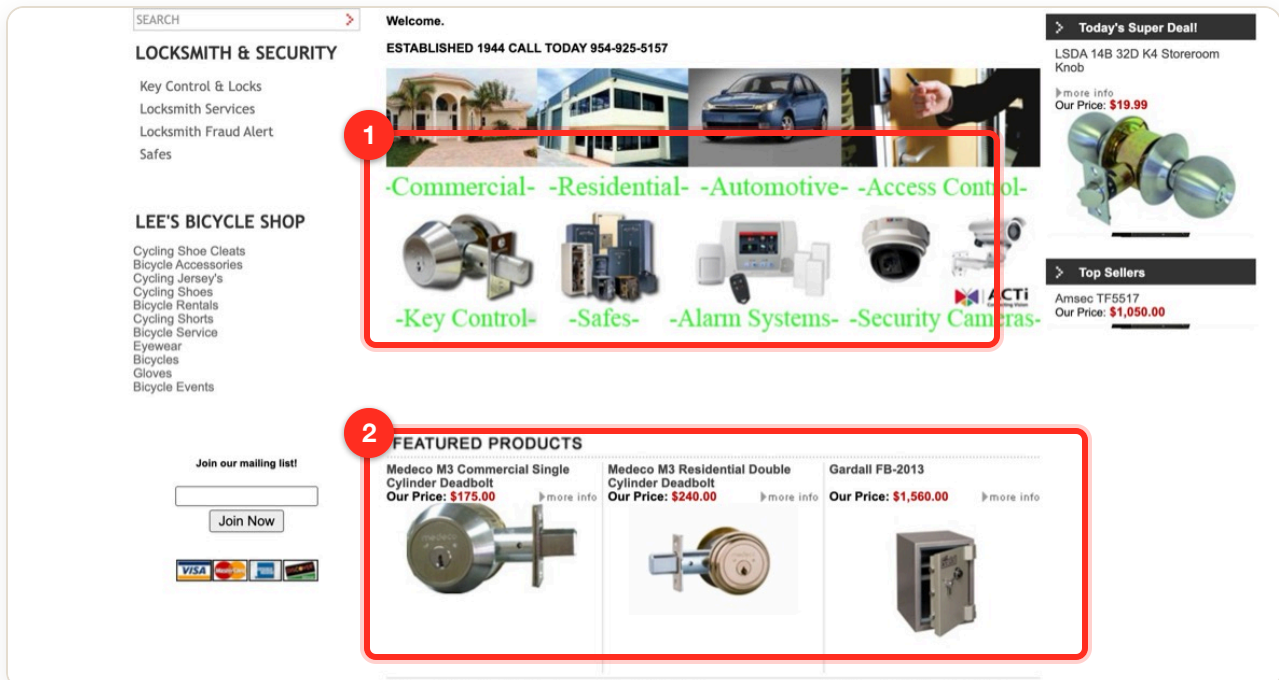 SEARCH
LOCKSMITH & SECURITY
Key Control & Locks
Locksmith Services
Locksmith Fraud Alert
Safes
LEE'S BICYCLE SHOP
Cycling Shoe Cleats
Bicycle Accessories
Cycling Jersey's
Cycling Shoes
Bicycle Rentals
Cycling Shorts
Bicycle Service
Eyewear
Bicycles
Gloves
Bicycle Events
Join our mailing list!
Join Now
VISA
MasterCard
Welcome.
ESTABLISHED 1944 CALL TODAY 954-925-5157
1
-Commercial- -Residential- -Automotive- -Access Control-
ACTi
Connecting Vision
-Key Control- -Safes- -Alarm Systems- -Security Cameras-
2
FEATURED PRODUCTS
Medeco M3 Commercial Single
Cylinder Deadbolt
Our Price: $175.00 more info
medeco
Medeco M3 Residential Double
Cylinder Deadbolt
Our Price: $240.00 more info
medeco
Gardall FB-2013
Our Price: $1,560.00 more info
Today's Super Deal!
LSDA 14B 32D K4 Storeroom
Knob
more info
Our Price: $19.99
Top Sellers
Amsec TF5517
Our Price: $1,050.00